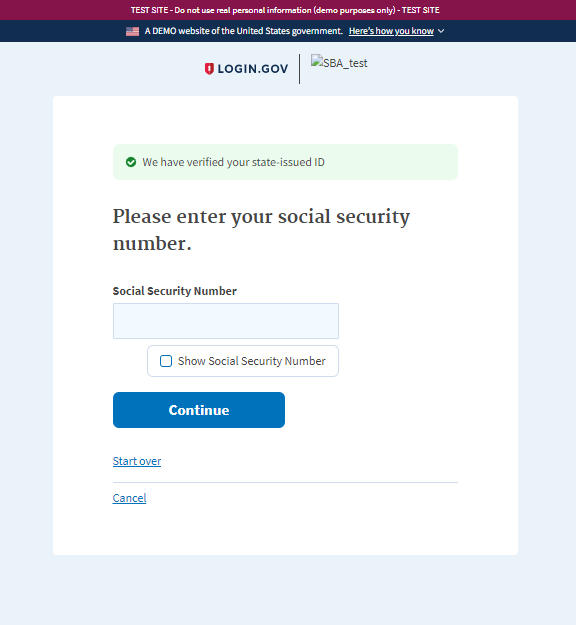 TEST SITE - Do not use real personal information (demo purposes only) - TEST SITE
A DEMO website of the United States government. Here's how you know
LOGIN.GOV SBA_test
We have verified your state-issued ID
Please enter your social security
number.
Social Security Number
Show Social Security Number
Continue
Start over
Cancel